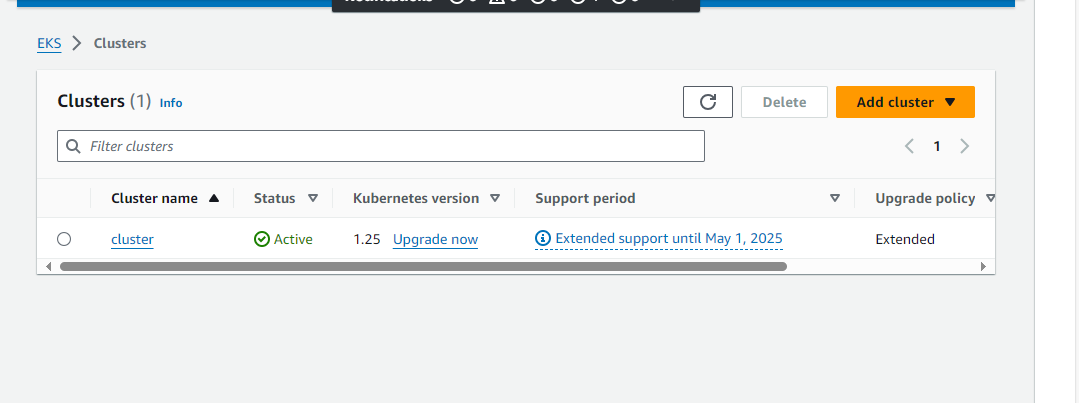 EKS > Clusters
Clusters (1) Info
Delete
Add cluster
Filter clusters
1
Cluster name Status Kubernetes version Support period Upgrade policy
cluster Active 1.25 Upgrade now Extended support until May 1, 2025 Extended